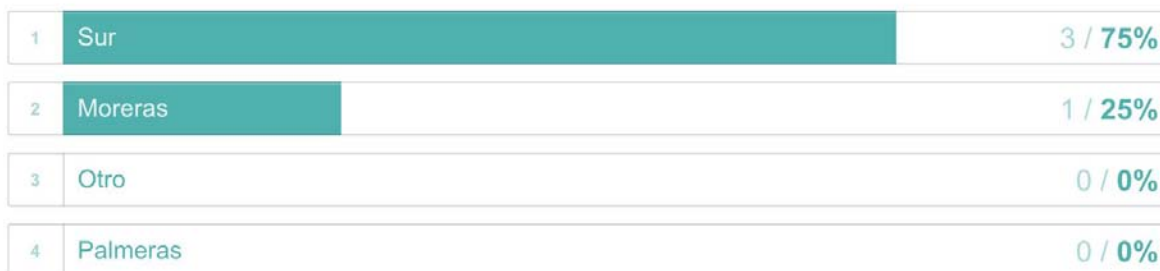 1 Sur 3 / 75%
2 Moreras 1 / 25%
3 Otro 0 / 0%
4 Palmeras 0 / 0%